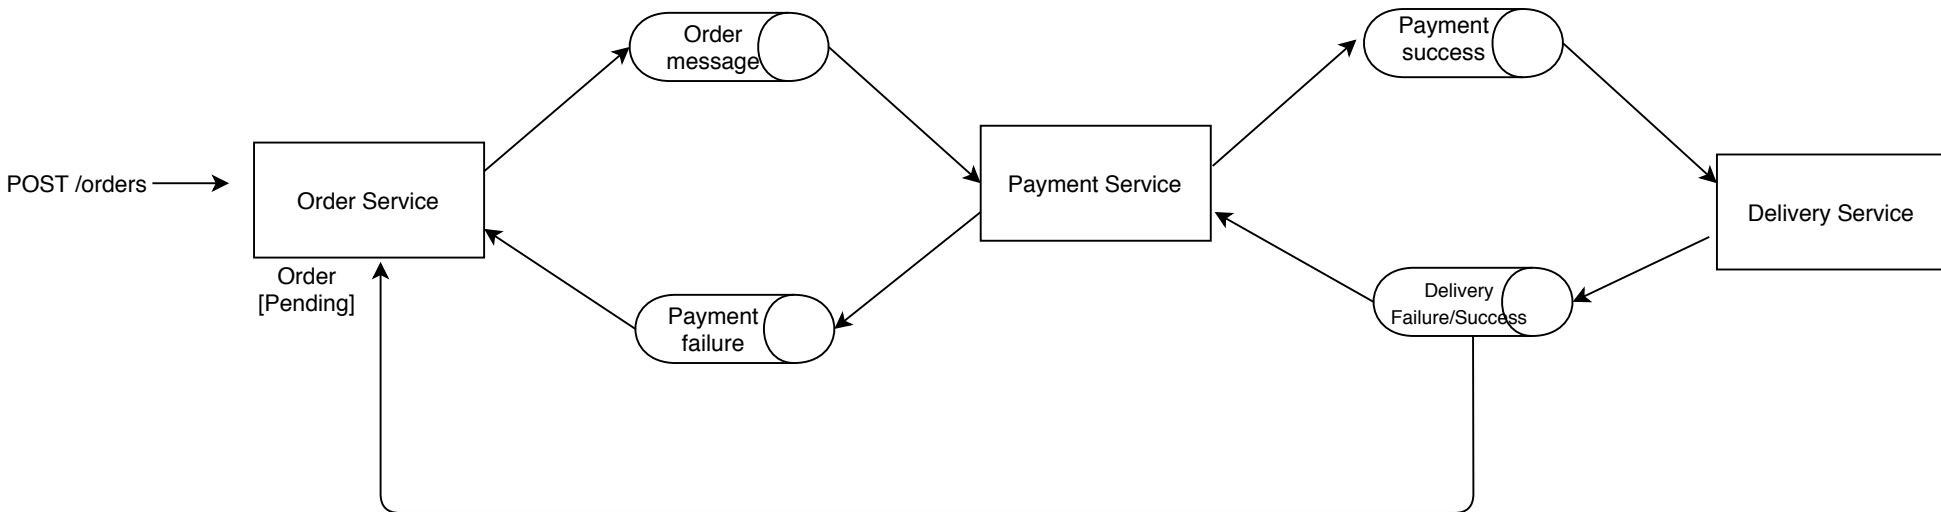 Order
message
Payment
success
POST /orders
Order Service
Payment Service
Delivery Service
Order
[Pending]
Payment
failure
Delivery
Failure/Success